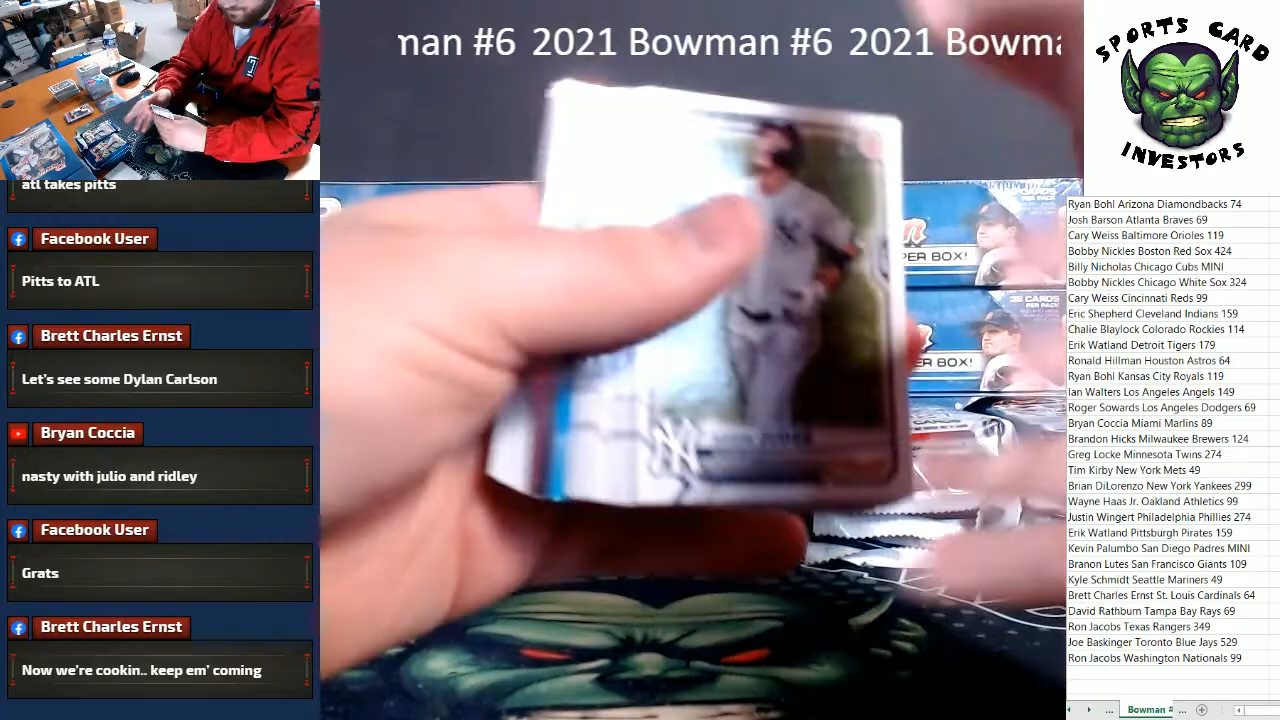 man #6 2021 Bowman #6 2021 Bowma
SPORTS CARD
INVESTORS
atl takes pitts
Facebook User
Pitts to ATL
Brett Charles Ernst
Let's see some Dylan Carlson
Bryan Coccia
nasty with julio and ridley
Facebook User
Grats
Brett Charles Ernst
Now we're cookin.. keep em' coming
PER BOX!
32 CARDS
PER PACK
PER BOX!
NY
Ryan Bohl Arizona Diamondbacks 74
Josh Barson Atlanta Braves 69
Cary Weiss Baltimore Orioles 119
Bobby Nickles Boston Red Sox 424
Billy Nicholas Chicago Cubs MINI
Bobby Nickles Chicago White Sox 324
Cary Weiss Cincinnati Reds 99
Eric Shepherd Cleveland Indians 159
Chalie Blaylock Colorado Rockies 114
Erik Watland Detroit Tigers 179
Ronald Hillman Houston Astros 64
Ryan Bohl Kansas City Royals 119
Ian Walters Los Angeles Angels 149
Roger Sowards Los Angeles Dodgers 69
Bryan Coccia Miami Marlins 89
Brandon Hicks Milwaukee Brewers 124
Greg Locke Minnesota Twins 274
Tim Kirby New York Mets 49
Brian DiLorenzo New York Yankees 299
Wayne Haas Jr. Oakland Athletics 99
Justin Wingert Philadelphia Phillies 274
Erik Watland Pittsburgh Pirates 159
Kevin Palumbo San Diego Padres MINI
Branon Lutes San Francisco Giants 109
Kyle Schmidt Seattle Mariners 49
Brett Charles Ernst St. Louis Cardinals 64
David Rathburn Tampa Bay Rays 69
Ron Jacobs Texas Rangers 349
Joe Baskinger Toronto Blue Jays 529
Ron Jacobs Washington Nationals 99
... Bowman # ...